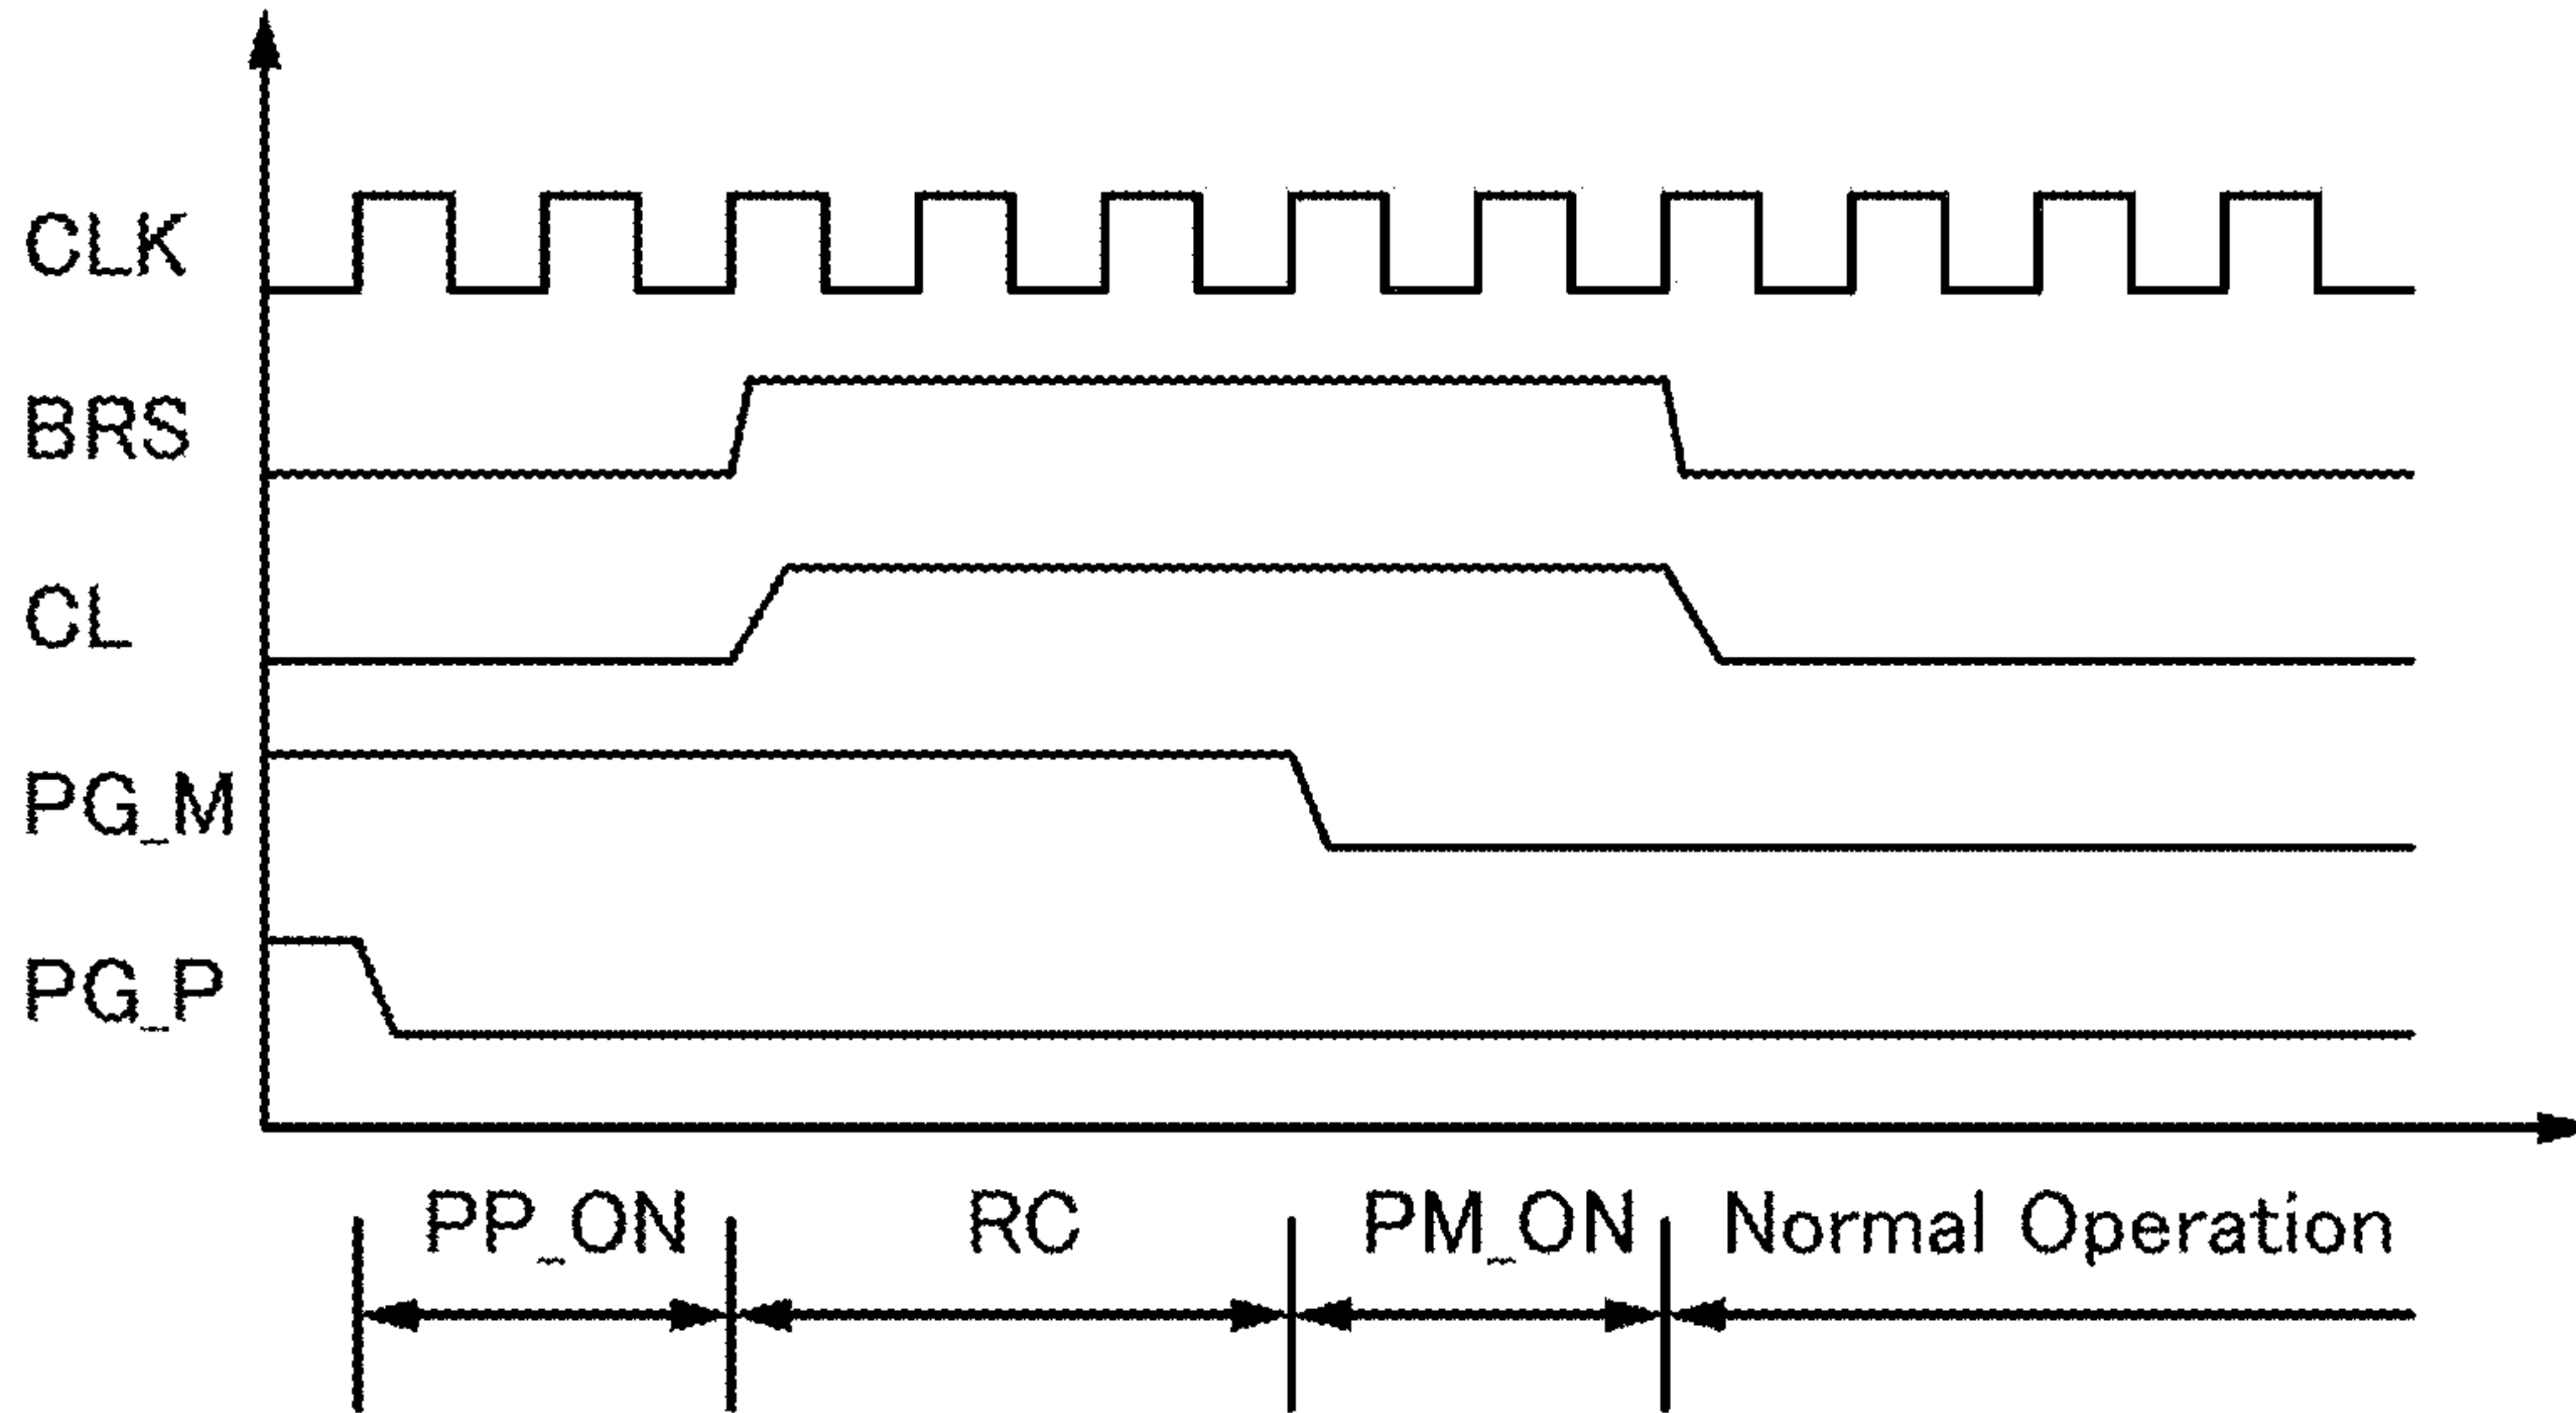 CLK
BRS
CL
PG_M
PG_P
PP_ON RC PM_ON Normal Operation